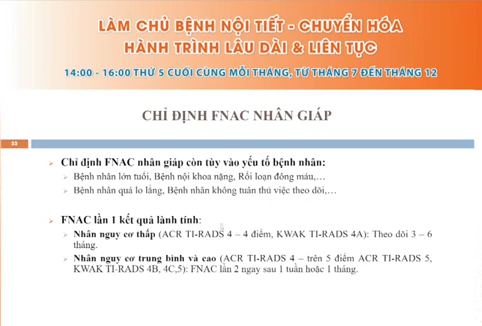 LÀM CHỦ BỆNH NỘI TIẾT - CHUYỂN HÓA
HÀNH TRÌNH LÂU DÀI & LIÊN TỤC
14:00 - 16:00 THỨ 5 CUỐI CÙNG MỖI THÁNG, TỪ THÁNG 7 ĐẾN THÁNG 12
CHỈ ĐỊNH FNAC NHÂN GIÁP
33
Chỉ định FNAC nhân giáp còn tùy vào yếu tố bệnh nhân:
Bệnh nhân lớn tuổi, Bệnh nội khoa nặng, Rối loạn đông máu,…
Bệnh nhân quá lo lắng, Bệnh nhân không tuân thủ việc theo dõi,…
FNAC lần 1 kết quả lành tính:
Nhân nguy cơ thấp (ACR TI-RADS 4 – 4 điểm, KWAK TI-RADS 4A): Theo dõi 3 – 6
tháng.
Nhân nguy cơ trung bình và cao (ACR TI-RADS 4 – trên 5 điểm ACR TI-RADS 5,
KWAK TI-RADS 4B, 4C,5): FNAC lần 2 ngay sau 1 tuần hoặc 1 tháng.